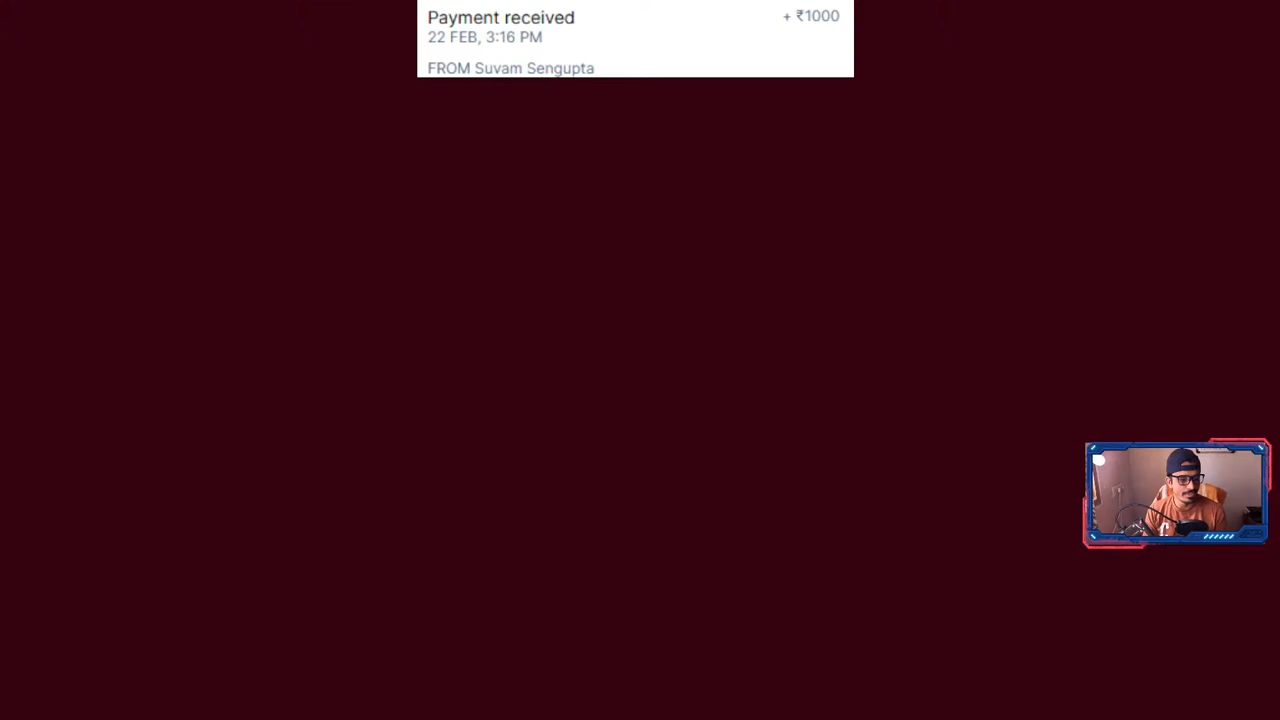 Payment received
+ ₹1000
22 FEB, 3:16 PM
FROM Suvam Sengupta